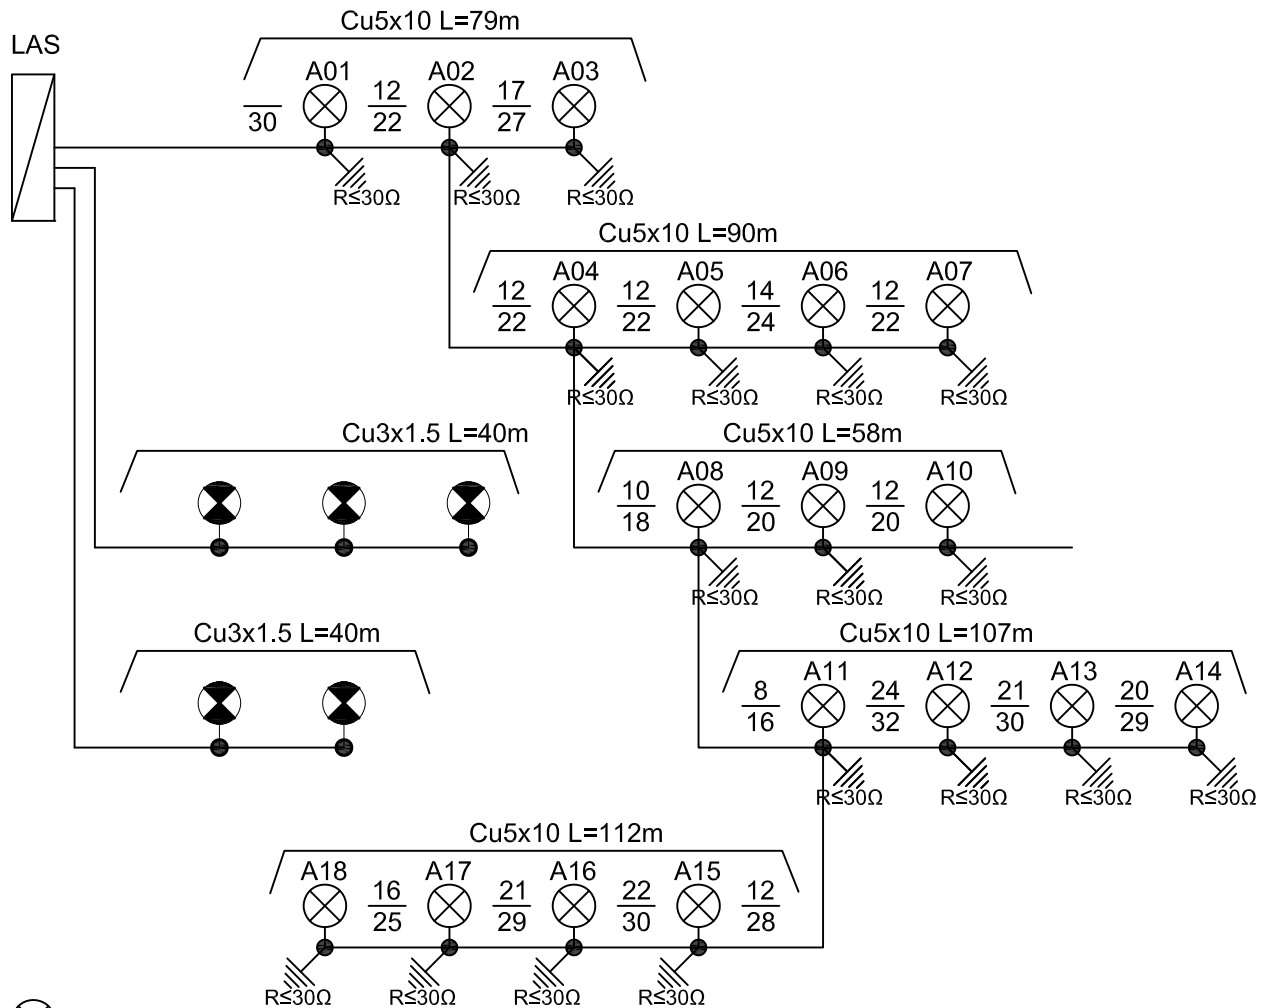 Cu5x10 L=79m
LAS
A01 A02 A03
12 17
30 22 27
R≤30Ω R≤30Ω R≤30Ω
Cu5x10 L=90m
A04 A05 A06 A07
12 12 14 12
22 22 24 22
R≤30Ω R≤30Ω R≤30Ω R≤30Ω
Cu3x1.5 L=40m Cu5x10 L=58m
A08 A09 A10
10 12 12
18 20 20
R≤30Ω R≤30Ω R≤30Ω
Cu3x1.5 L=40m Cu5x10 L=107m
A11 A12 A13 A14
8 24 21 20
16 32 30 29
R≤30Ω R≤30Ω R≤30Ω R≤30Ω
Cu5x10 L=112m
A18 A17 A16 A15
16 21 22 12
25 29 30 28
R≤30Ω R≤30Ω R≤30Ω R≤30Ω